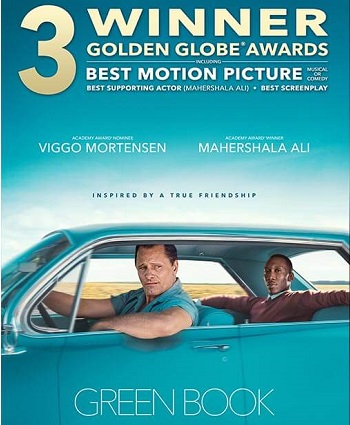 3 WINNER
GOLDEN GLOBE® AWARDS
INCLUDING
BEST MOTION PICTURE MUSICAL OR COMEDY
BEST SUPPORTING ACTOR (MAHERSHALA ALI) • BEST SCREENPLAY
ACADEMY AWARD® NOMINEE
VIGGO MORTENSEN
ACADEMY AWARD® WINNER
MAHERSHALA ALI
INSPIRED BY A TRUE FRIENDSHIP
GREEN BOOK